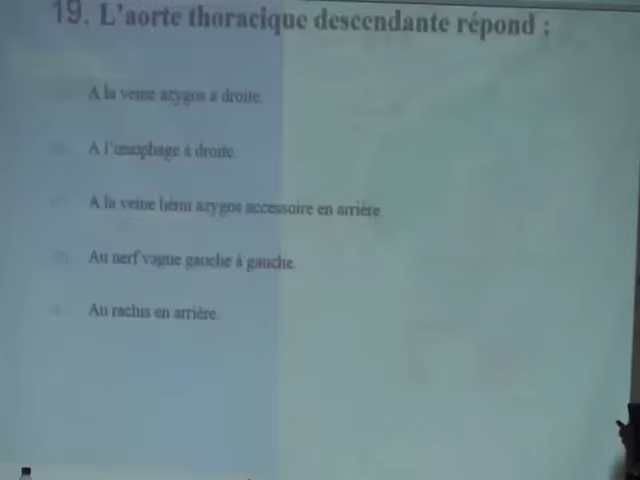 19. L'aorte thoracique descendante répond :
A la veine azygos à droite.
A l'œsophage à droite.
A la veine hémi azygos accessoire en arrière.
Au nerf vague gauche à gauche.
Au rachis en arrière.